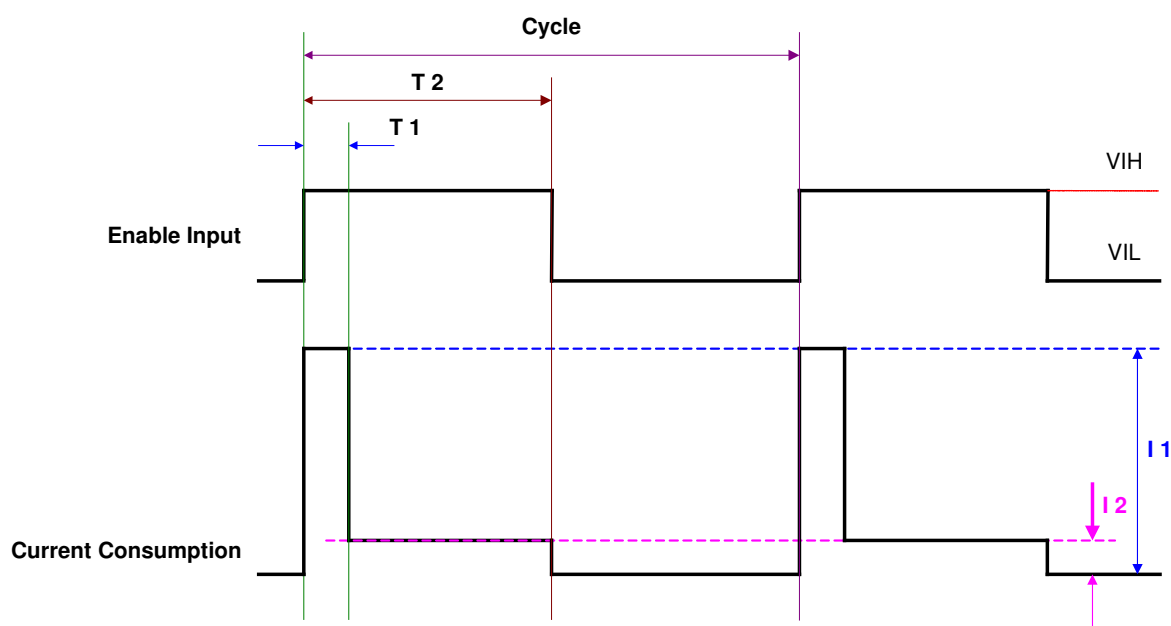 Cycle
T 2
T 1
VIH
Enable Input
VIL
I 1
I 2
Current Consumption